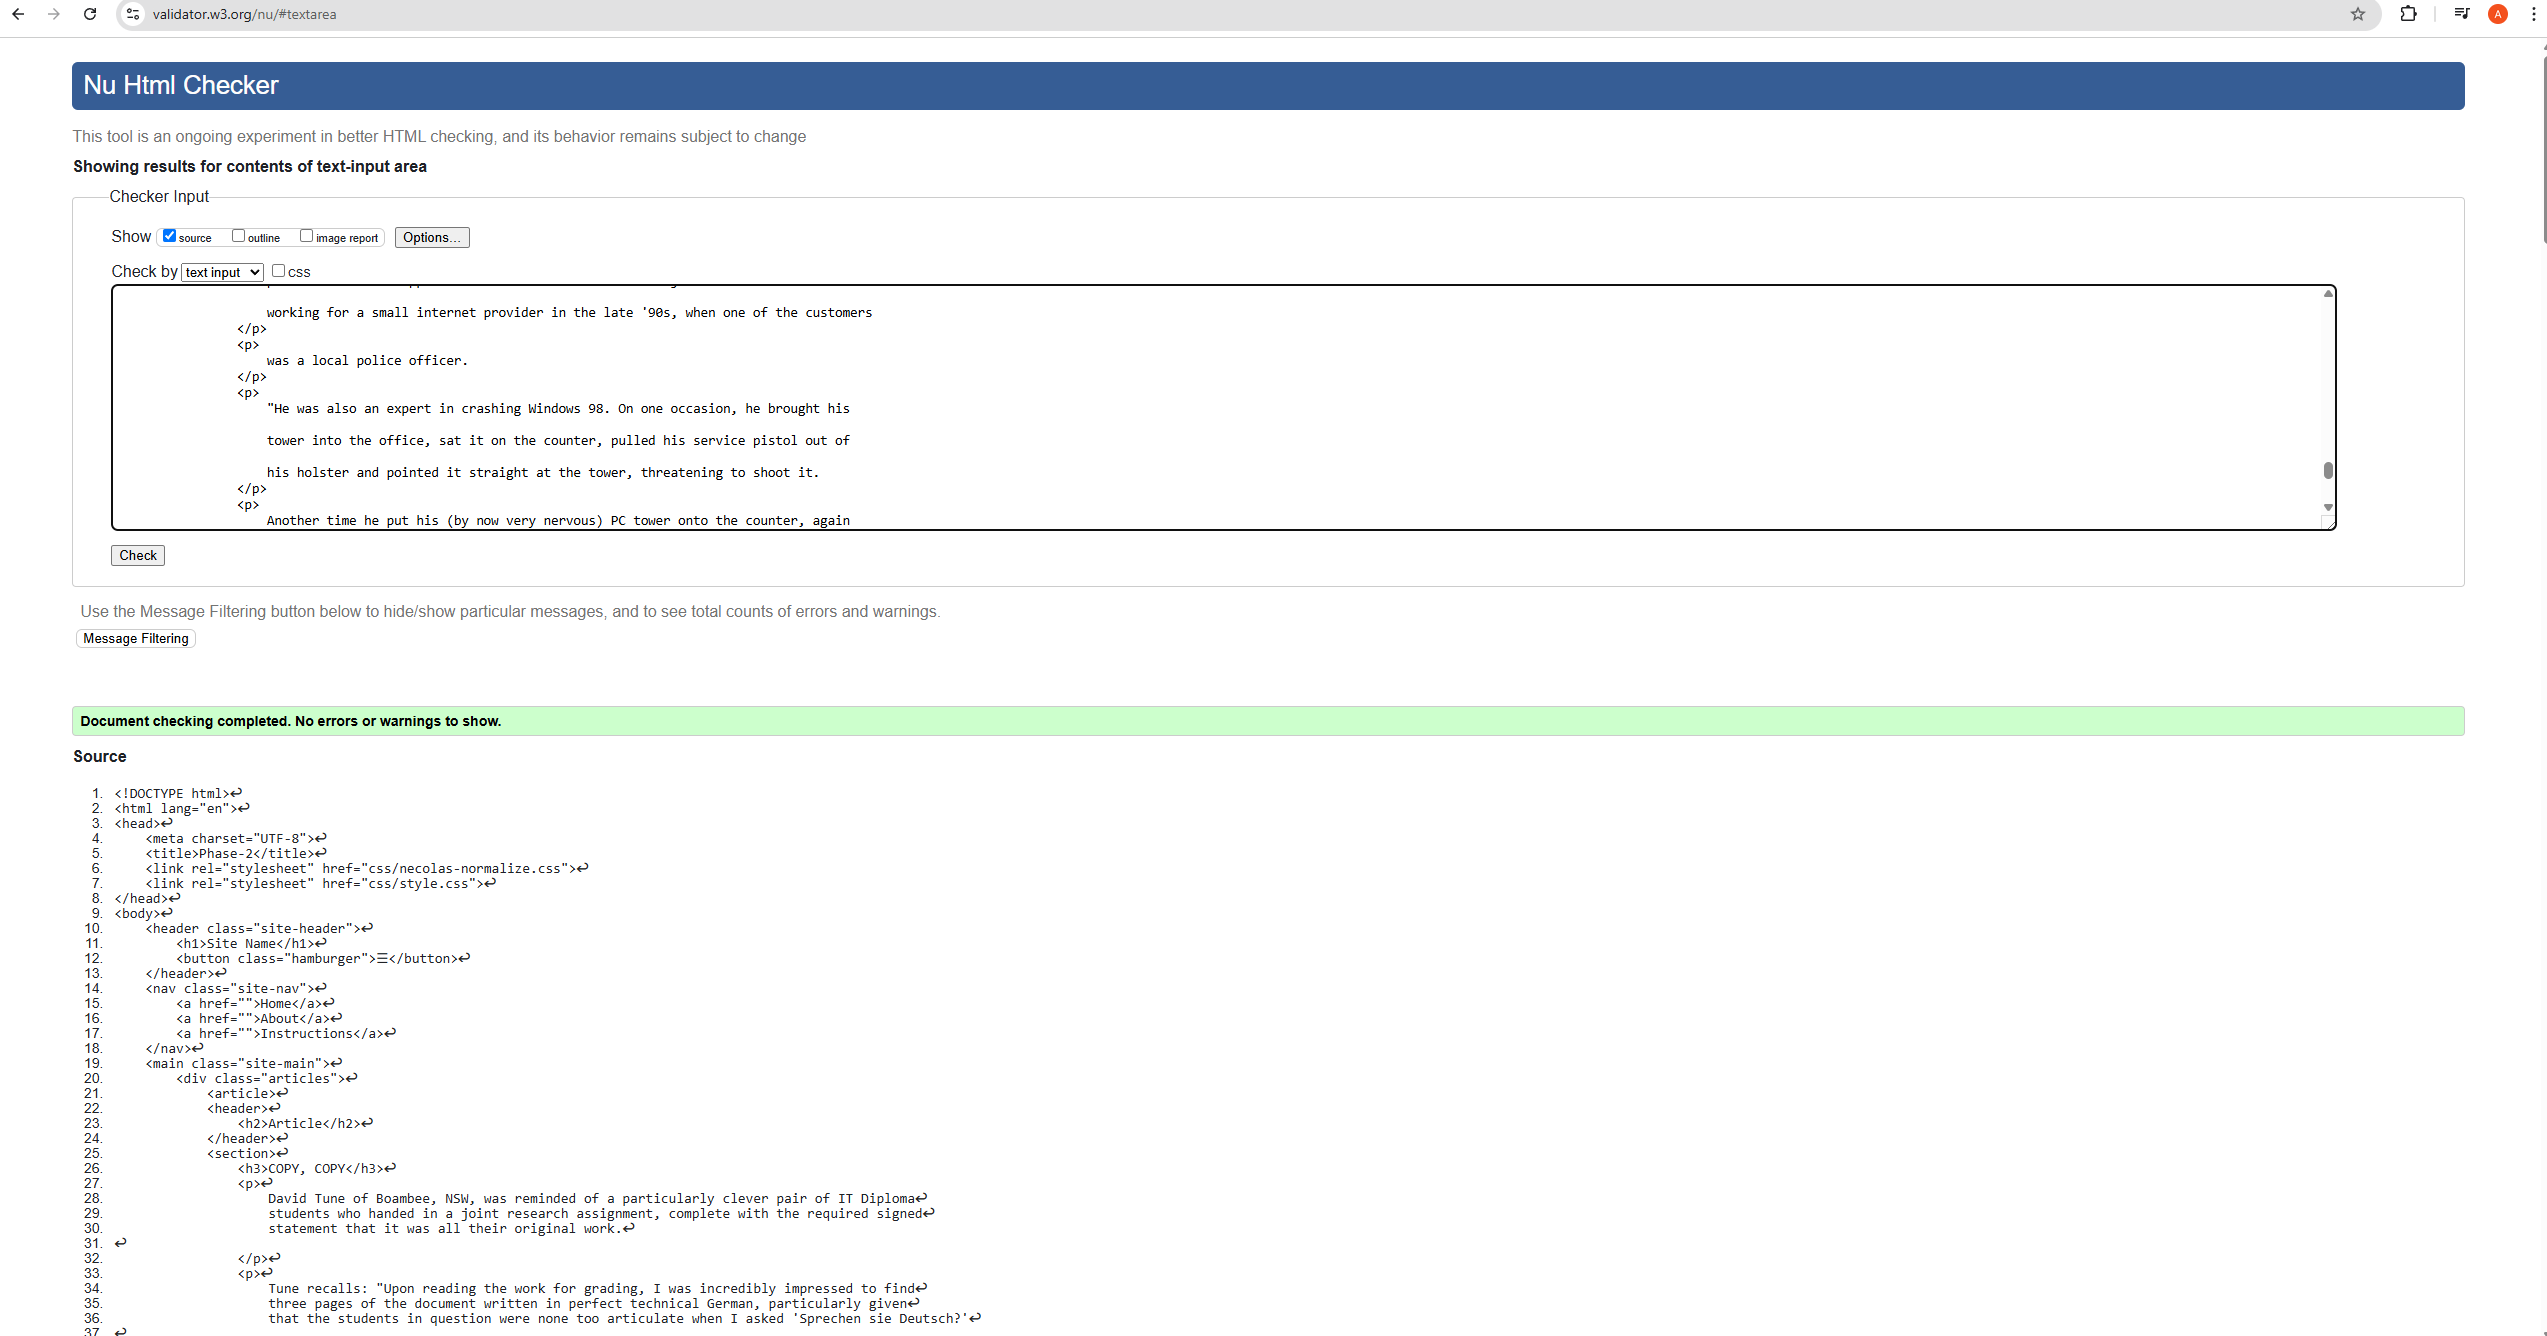 validator.w3.org/nu/#textarea
A
Nu Html Checker
This tool is an ongoing experiment in better HTML checking, and its behavior remains subject to change
Showing results for contents of text-input area
Checker Input
Show source outline image report Options...
Check by text input css
working for a small internet provider in the late '90s, when one of the customers
</p>
<p>
was a local police officer.
</p>
<p>
"He was also an expert in crashing Windows 98. On one occasion, he brought his
tower into the office, sat it on the counter, pulled his service pistol out of
his holster and pointed it straight at the tower, threatening to shoot it.
</p>
<p>
Another time he put his (by now very nervous) PC tower onto the counter, again
Check
Use the Message Filtering button below to hide/show particular messages, and to see total counts of errors and warnings.
Message Filtering
Document checking completed. No errors or warnings to show.
Source
1. <!DOCTYPE html>↩
2. <html lang="en">↩
3. <head>↩
4. <meta charset="UTF-8">↩
5. <title>Phase-2</title>↩
6. <link rel="stylesheet" href="css/necolas-normalize.css">↩
7. <link rel="stylesheet" href="css/style.css">↩
8. </head>↩
9. <body>↩
10. <header class="site-header">↩
11. <h1>Site Name</h1>↩
12. <button class="hamburger">☰</button>↩
13. </header>↩
14. <nav class="site-nav">↩
15. <a href="">Home</a>↩
16. <a href="">About</a>↩
17. <a href="">Instructions</a>↩
18. </nav>↩
19. <main class="site-main">↩
20. <div class="articles">↩
21. <article>↩
22. <header>↩
23. <h2>Article</h2>↩
24. </header>↩
25. <section>↩
26. <h3>COPY, COPY</h3>↩
27. <p>↩
28. David Tune of Boambee, NSW, was reminded of a particularly clever pair of IT Diploma↩
29. students who handed in a joint research assignment, complete with the required signed↩
30. statement that it was all their original work.↩
31. ↩
32. </p>↩
33. <p>↩
34. Tune recalls: "Upon reading the work for grading, I was incredibly impressed to find↩
35. three pages of the document written in perfect technical German, particularly given↩
36. that the students in question were none too articulate when I asked 'Sprechen sie Deutsch?'↩
37. ↩